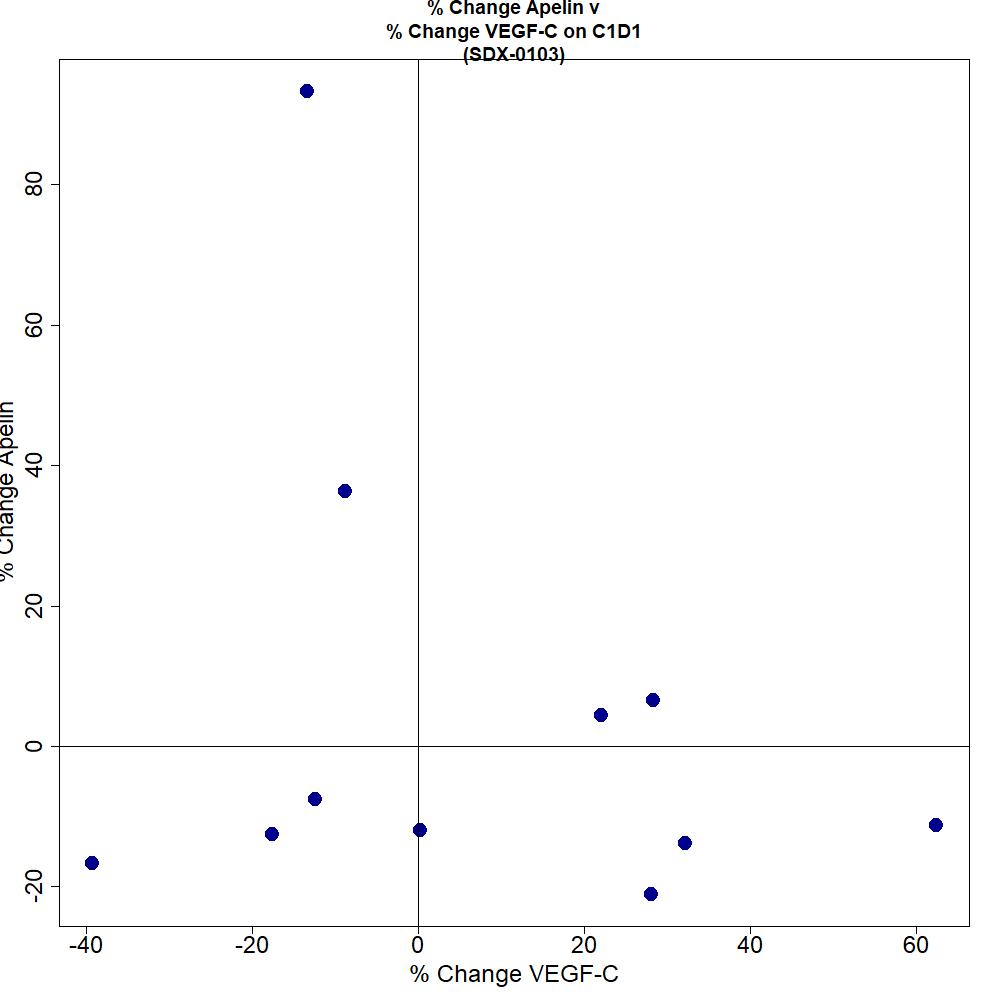 % Change Apelin v
% Change VEGF-C on C1D1
(SDX-0103)
% Change Apelin
80
60
40
20
0
-20
-40
-20
0
20
40
60
% Change VEGF-C